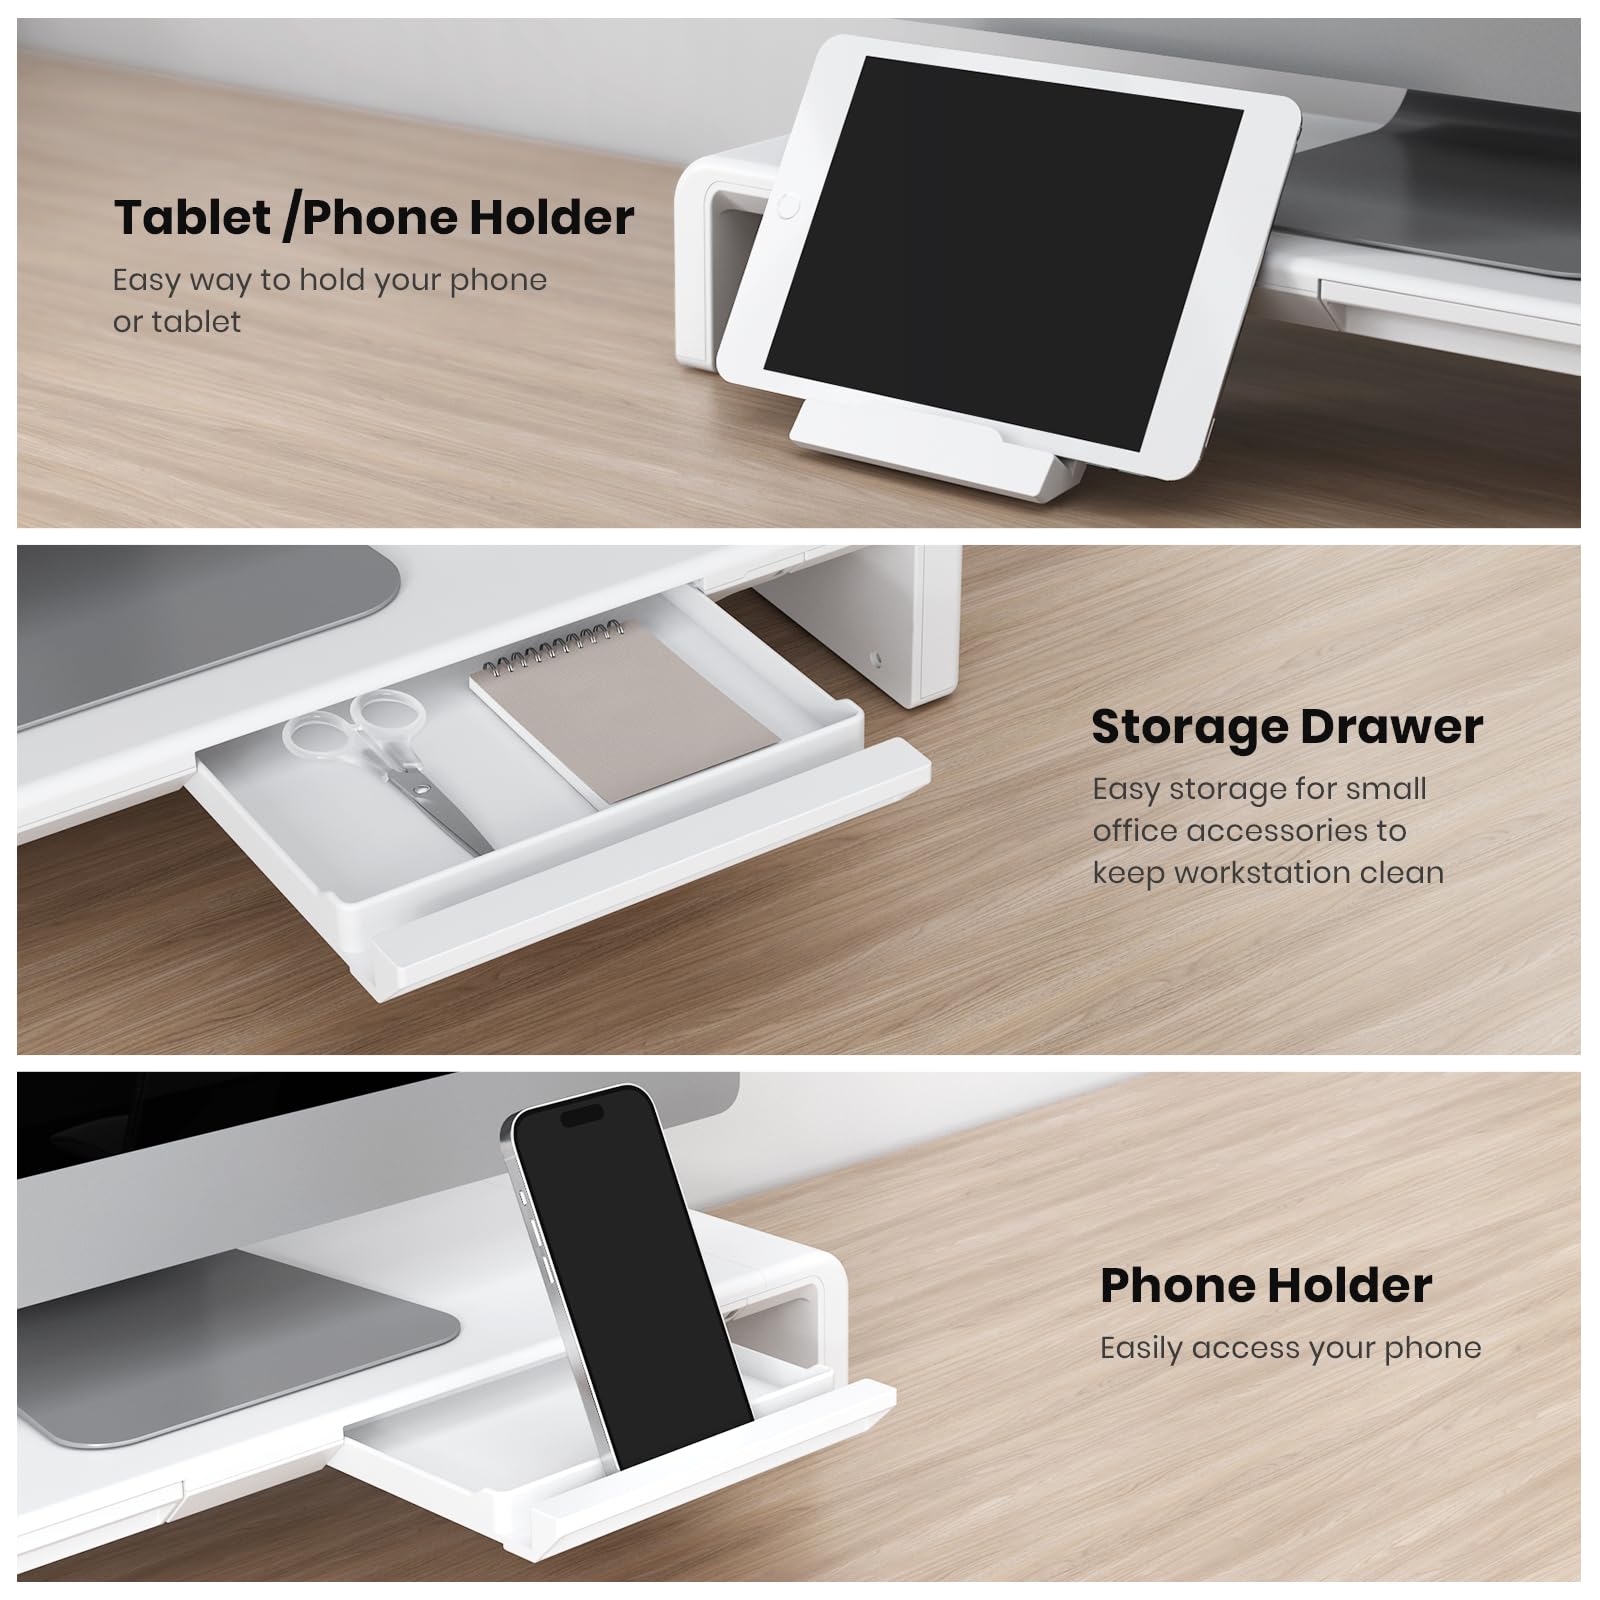 Tablet /Phone Holder
Easy way to hold your phone
or tablet
Storage Drawer
Easy storage for small
office accessories to
keep workstation clean
Phone Holder
Easily access your phone